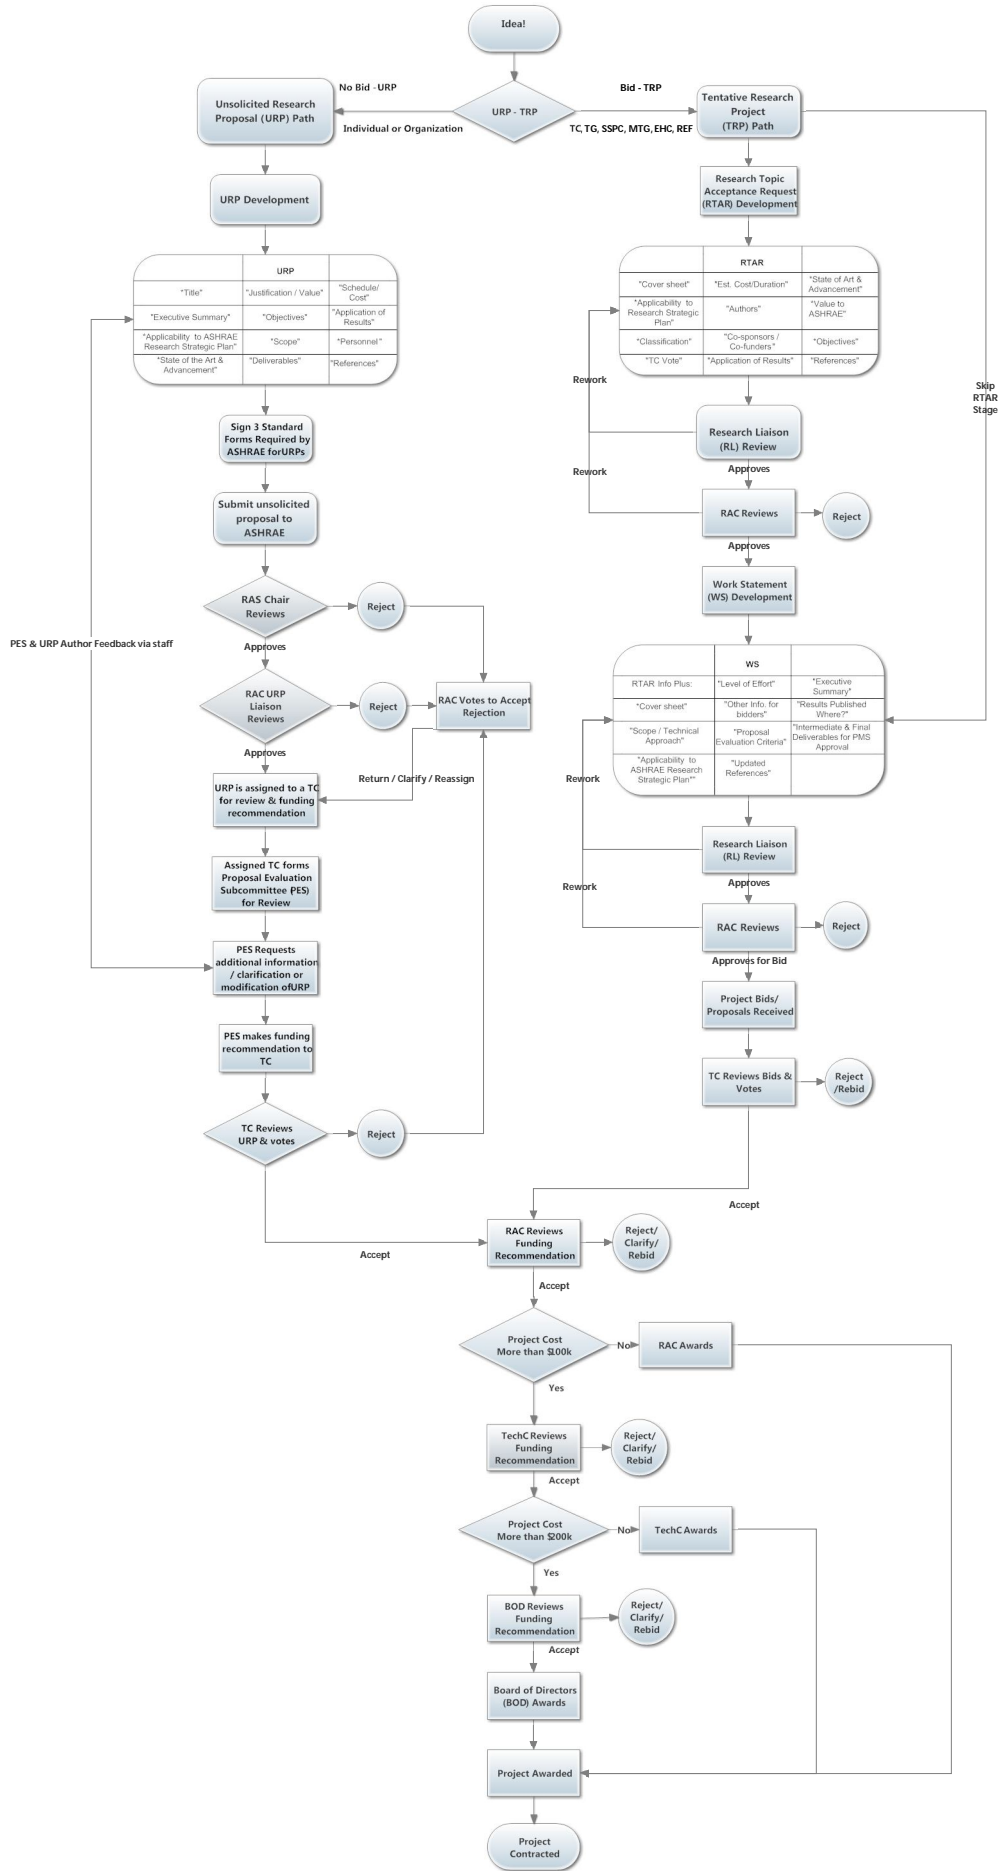 Idea!
No Bid - URP
Individual or Organization
URP - TRP
Bid - TRP
TC, TG, SSPC, MTG, EHC, REF
Unsolicited Research
Proposal (URP) Path
URP Development
URP
"Title"
"Justification / Value"
"Schedule/
Cost"
"Executive Summary"
"Objectives"
"Application of
Results"
"Applicability to ASHRAE
Research Strategic Plan"
"Scope"
"Personnel"
"State of the Art &
Advancement"
"Deliverables"
"References"
Sign 3 Standard
Forms Required by
ASHRAE forURPs
Submit unsolicited
proposal to
ASHRAE
RAS Chair
Reviews
Reject
Approves
PES & URP Author Feedback via staff
RAC URP
Liaison
Reviews
Reject
RAC Votes to Accept
Rejection
Approves
Return / Clarify / Reassign
URP is assigned to a TC
for review & funding
recommendation
Assigned TC forms
Proposal Evaluation
Subcommittee (PES)
for Review
PES Requests
additional information
/ clarification or
modification ofURP
PES makes funding
recommendation to
TC
TC Reviews
URP & votes
Reject
Accept
Tentative Research
Project
(TRP) Path
Research Topic
Acceptance Request
(RTAR) Development
RTAR
"Cover sheet"
"Est. Cost/Duration"
"State of Art &
Advancement"
"Applicability to
Research Strategic
Plan"
"Authors"
"Value to
ASHRAE"
"Classification"
"Co-sponsors /
Co-funders"
"Objectives"
"TC Vote"
"Application of Results"
"References"
Rework
Skip
RTAR
Stage
Research Liaison
(RL) Review
Rework
Approves
RAC Reviews
Reject
Approves
Work Statement
(WS) Development
WS
RTAR Info Plus:
"Level of Effort"
"Executive
Summary"
"Cover sheet"
"Other Info. for
bidders"
"Results Published
Where?"
"Scope / Technical
Approach"
"Proposal
Evaluation Criteria"
"Intermediate & Final
Deliverables for PMS
Approval
"Applicability to
ASHRAE Research
Strategic Plan""
"Updated
References"
Rework
Research Liaison
(RL) Review
Rework
Approves
RAC Reviews
Reject
Approves for Bid
Project Bids/
Proposals Received
TC Reviews Bids &
Votes
Reject
/Rebid
Accept
RAC Reviews
Funding
Recommendation
Reject/
Clarify/
Rebid
Accept
Project Cost
More than $100k
No
RAC Awards
Yes
TechC Reviews
Funding
Recommendation
Reject/
Clarify/
Rebid
Accept
Project Cost
More than $200k
No
TechC Awards
Yes
BOD Reviews
Funding
Recommendation
Reject/
Clarify/
Rebid
Accept
Board of Directors
(BOD) Awards
Project Awarded
Project
Contracted